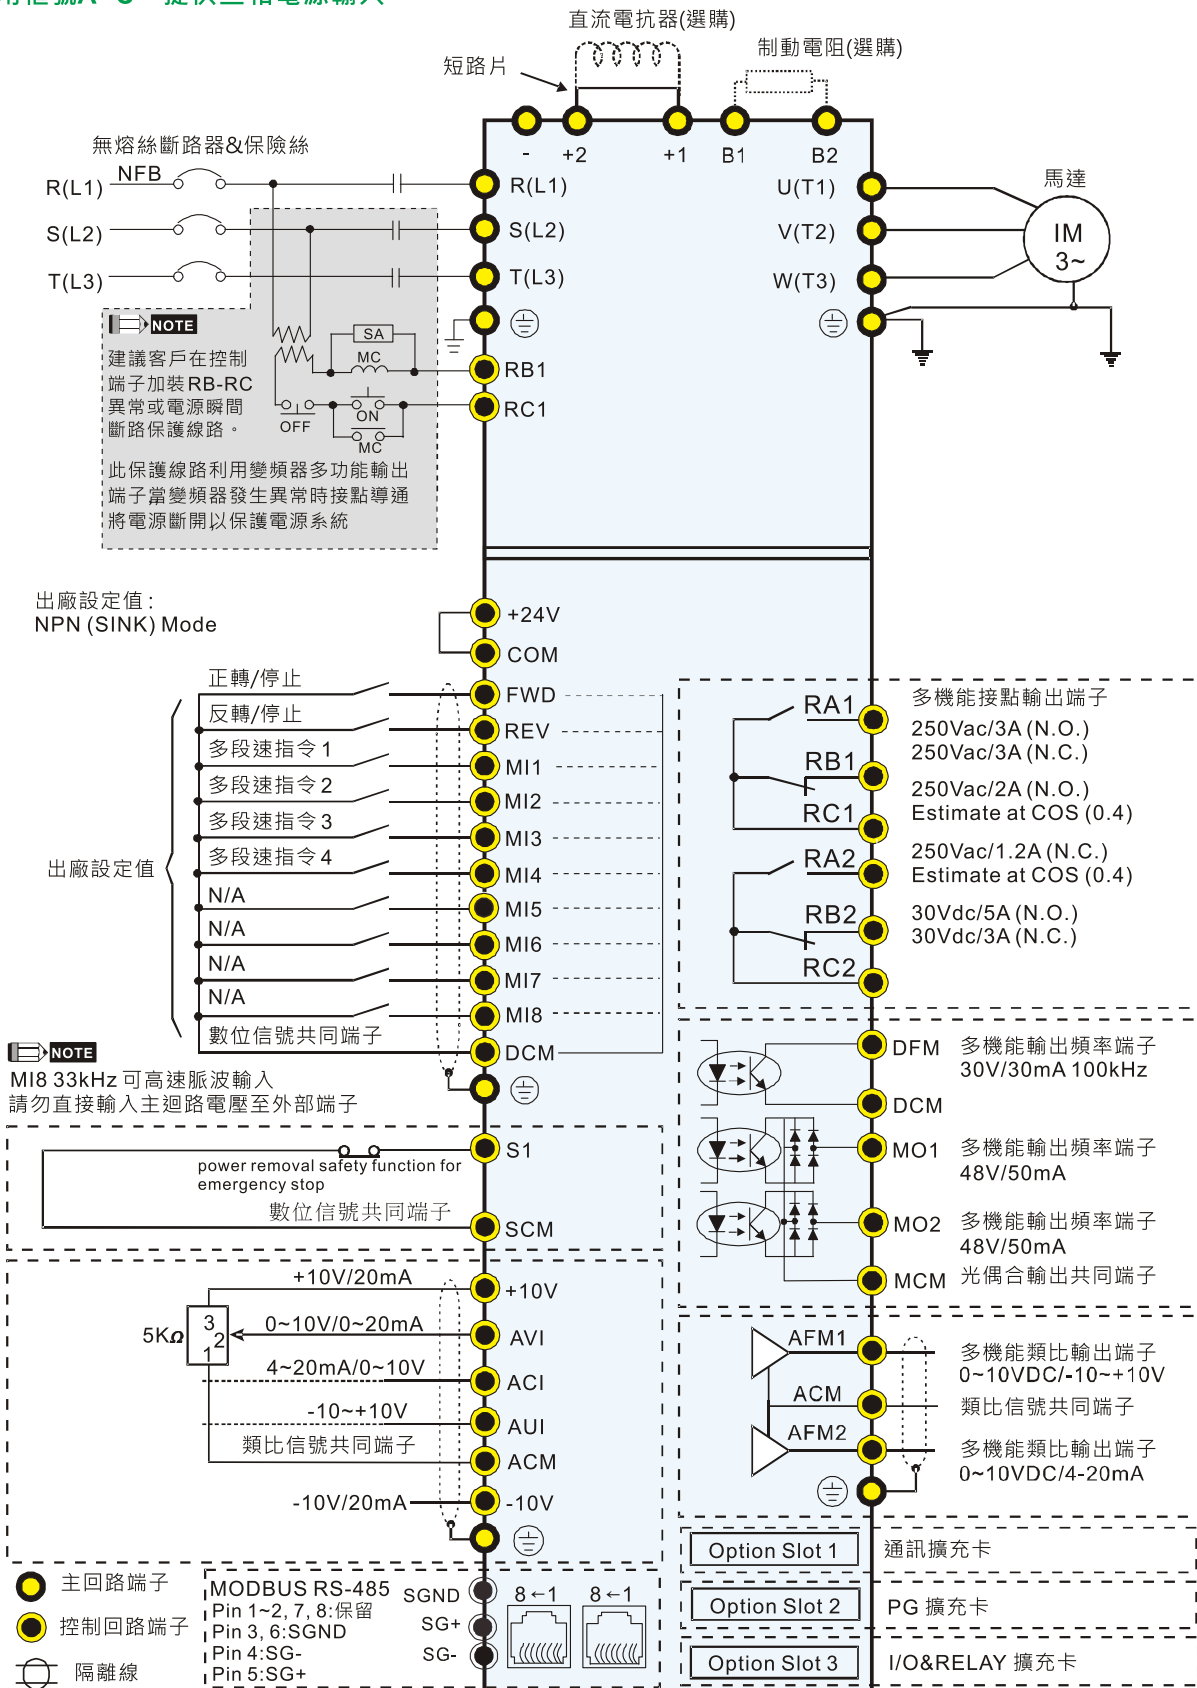 直流電抗器(選購)
制動電阻(選購)
短路片
- +2 +1 B1 B2
無熔絲斷路器&保險絲
NFB
R(L1)
R(L1)
U(T1)
馬達
S(L2)
S(L2)
V(T2)
IM
3~
T(L3)
T(L3)
W(T3)
NOTE
建議客戶在控制
端子加裝RB-RC
異常或電源瞬間
斷路保護線路。
SA
MC
RB1
OFF
ON
MC
RC1
此保護線路利用變頻器多功能輸出
端子當變頻器發生異常時接點導通
將電源斷開以保護電源系統
出廠設定值:
NPN (SINK) Mode
+24V
COM
出廠設定值
正轉/停止
FWD
反轉/停止
REV
多段速指令1
MI1
多段速指令2
MI2
多段速指令3
MI3
多段速指令4
MI4
N/A
MI5
N/A
MI6
N/A
MI7
N/A
MI8
數位信號共同端子
DCM
NOTE
MI8 33kHz 可高速脈波輸入
請勿直接輸入主迴路電壓至外部端子
S1
power removal safety function for
emergency stop
數位信號共同端子
SCM
+10V/20mA
+10V
5KΩ
3
2
1
0~10V/0~20mA
AVI
4~20mA/0~10V
ACI
-10~+10V
AUI
類比信號共同端子
ACM
-10V/20mA
-10V
主回路端子
控制回路端子
隔離線
MODBUS RS-485
Pin 1~2, 7, 8:保留
Pin 3, 6:SGND
Pin 4:SG-
Pin 5:SG+
SGND
SG+
SG-
8←1
8←1
RA1
RB1
RC1
RA2
RB2
RC2
多機能接點輸出端子
250Vac/3A (N.O.)
250Vac/3A (N.C.)
250Vac/2A (N.O.)
Estimate at COS (0.4)
250Vac/1.2A (N.C.)
Estimate at COS (0.4)
30Vdc/5A (N.O.)
30Vdc/3A (N.C.)
DFM
多機能輸出頻率端子
30V/30mA 100kHz
DCM
MO1
多機能輸出頻率端子
48V/50mA
MO2
多機能輸出頻率端子
48V/50mA
MCM
光偶合輸出共同端子
AFM1
多機能類比輸出端子
0~10VDC/-10~+10V
ACM
類比信號共同端子
AFM2
多機能類比輸出端子
0~10VDC/4-20mA
Option Slot 1
通訊擴充卡
Option Slot 2
PG 擴充卡
Option Slot 3
I/O&RELAY 擴充卡